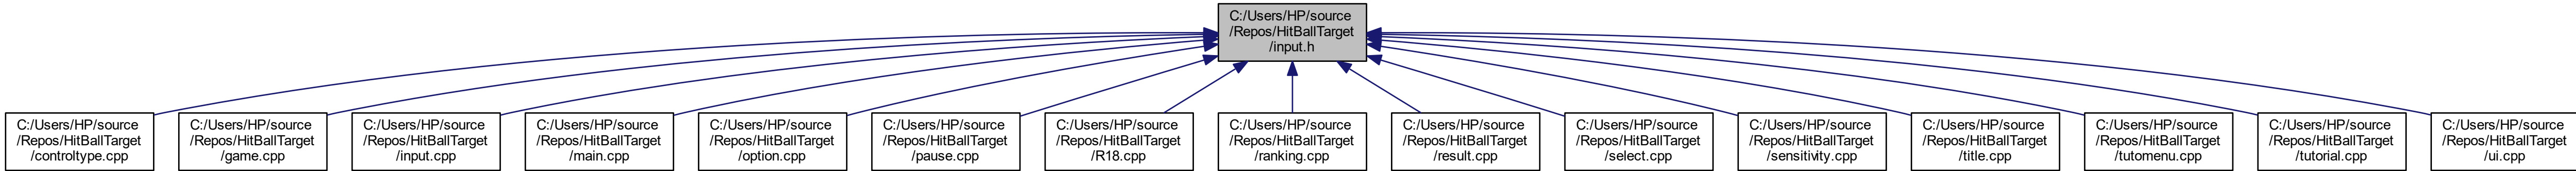 C:/Users/HP/source
/Repos/HitBallTarget
/input.h
C:/Users/HP/source
/Repos/HitBallTarget
/controltype.cpp
C:/Users/HP/source
/Repos/HitBallTarget
/game.cpp
C:/Users/HP/source
/Repos/HitBallTarget
/input.cpp
C:/Users/HP/source
/Repos/HitBallTarget
/main.cpp
C:/Users/HP/source
/Repos/HitBallTarget
/option.cpp
C:/Users/HP/source
/Repos/HitBallTarget
/pause.cpp
C:/Users/HP/source
/Repos/HitBallTarget
/R18.cpp
C:/Users/HP/source
/Repos/HitBallTarget
/ranking.cpp
C:/Users/HP/source
/Repos/HitBallTarget
/result.cpp
C:/Users/HP/source
/Repos/HitBallTarget
/select.cpp
C:/Users/HP/source
/Repos/HitBallTarget
/sensitivity.cpp
C:/Users/HP/source
/Repos/HitBallTarget
/title.cpp
C:/Users/HP/source
/Repos/HitBallTarget
/tutomenu.cpp
C:/Users/HP/source
/Repos/HitBallTarget
/tutorial.cpp
C:/Users/HP/source
/Repos/HitBallTarget
/ui.cpp